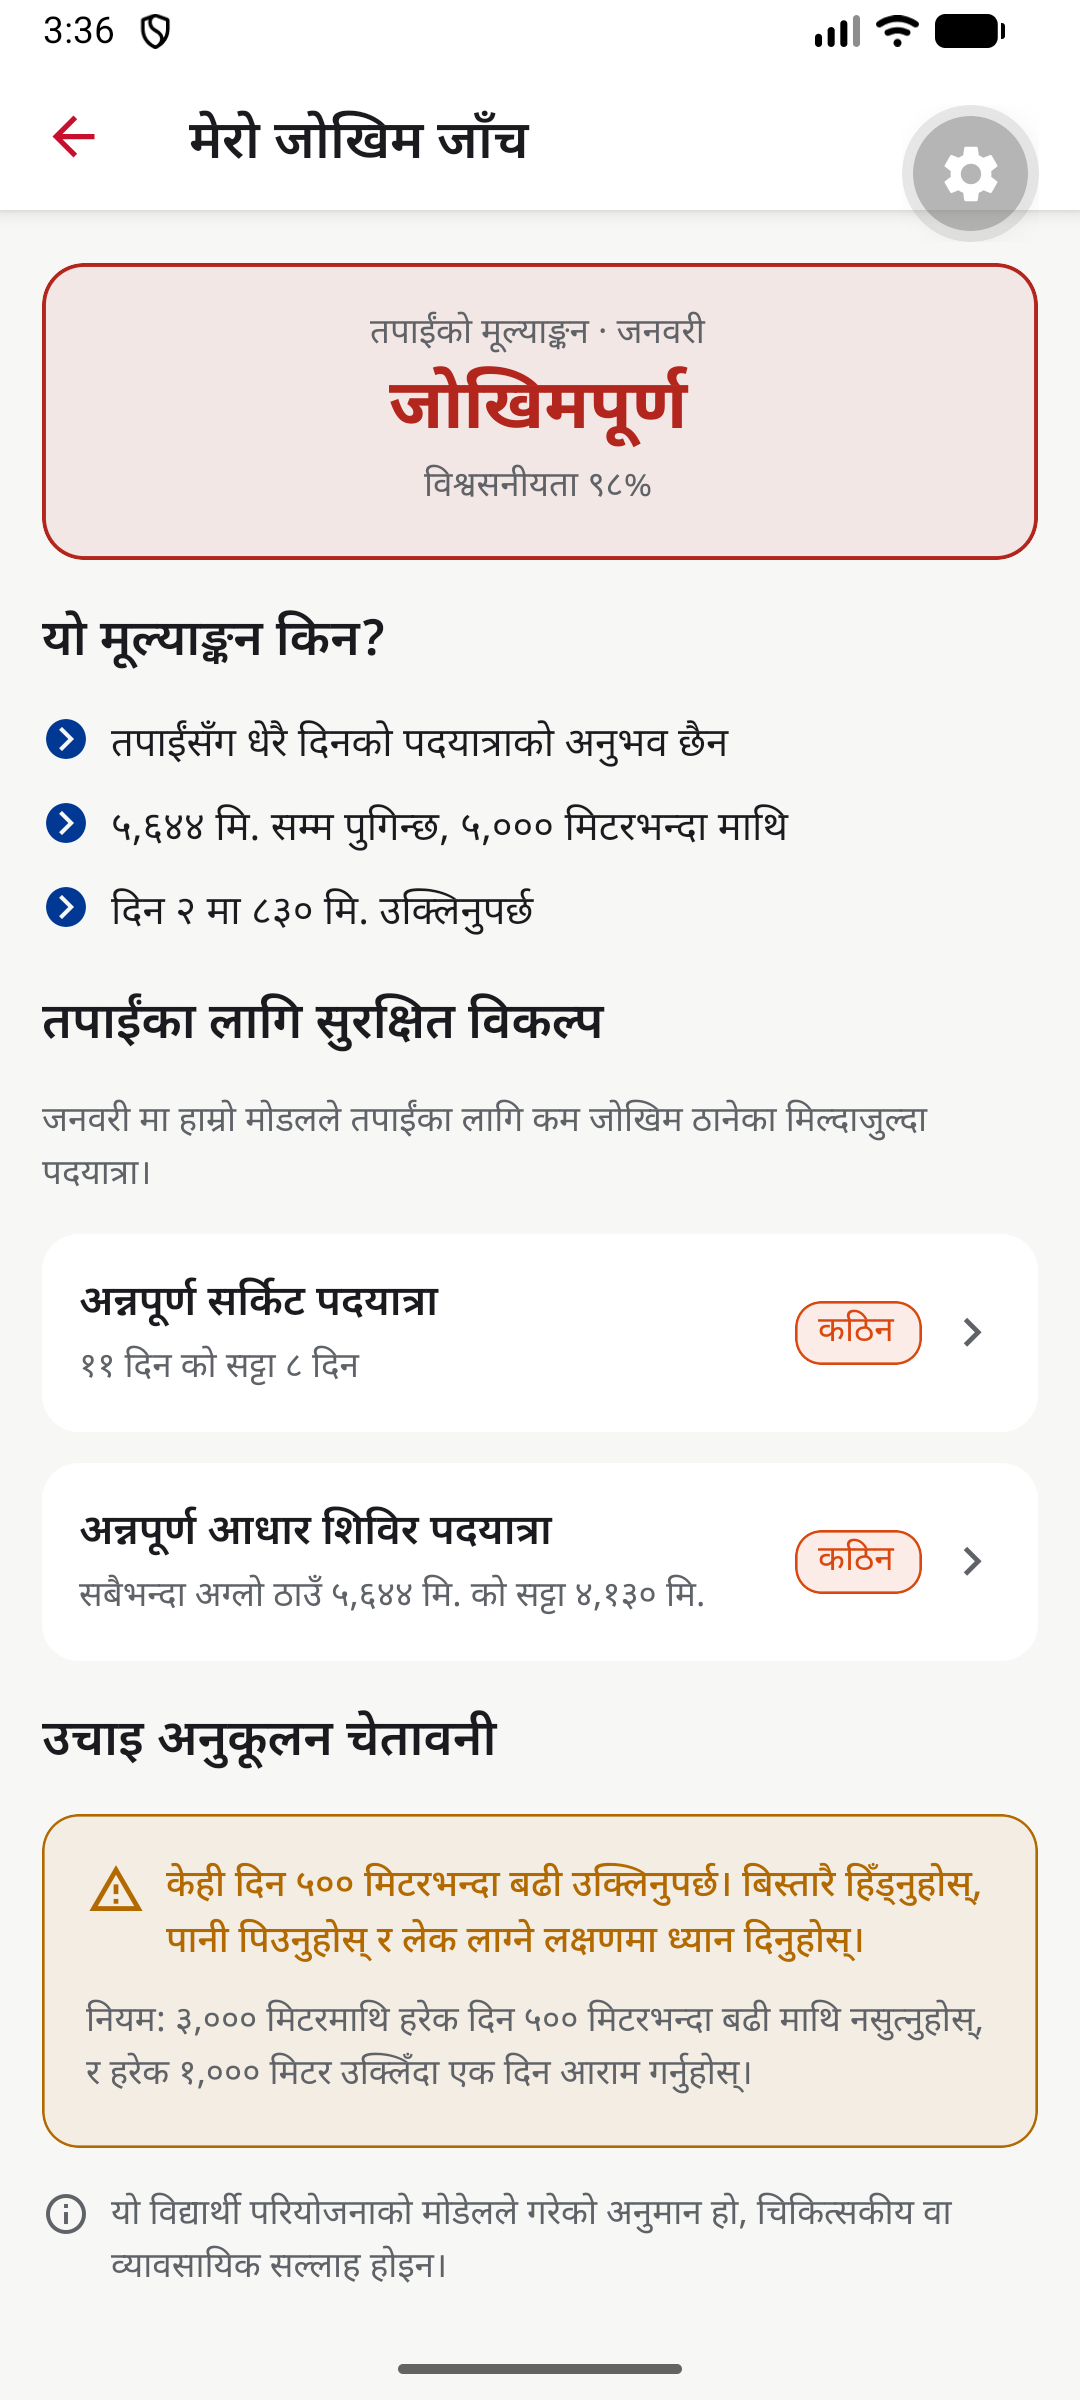 3:36
मेरो जोखिम जाँच
तपाईंको मूल्याङ्कन · जनवरी
जोखिमपूर्ण
विश्वसनीयता ९८%
यो मूल्याङ्कन किन?
तपाईंसँग धेरै दिनको पदयात्राको अनुभव छैन
५,६४४ मि. सम्म पुगिन्छ, ५,००० मिटरभन्दा माथि
दिन २ मा ८३० मि. उक्लिनुपर्छ
तपाईंका लागि सुरक्षित विकल्प
जनवरी मा हाम्रो मोडलले तपाईंका लागि कम जोखिम ठानेका मिल्दाजुल्दा
पदयात्रा।
अन्नपूर्ण सर्किट पदयात्रा
११ दिन को सट्टा ८ दिन
कठिन
अन्नपूर्ण आधार शिविर पदयात्रा
सबैभन्दा अग्लो ठाउँ ५,६४४ मि. को सट्टा ४,१३० मि.
कठिन
उचाइ अनुकूलन चेतावनी
केही दिन ५०० मिटरभन्दा बढी उक्लिनुपर्छ। बिस्तारै हिँड्नुहोस्,
पानी पिउनुहोस् र लेक लाग्ने लक्षणमा ध्यान दिनुहोस्।
नियम: ३,००० मिटरमाथि हरेक दिन ५०० मिटरभन्दा बढी माथि नसुत्नुहोस्,
र हरेक १,००० मिटर उक्लिँदा एक दिन आराम गर्नुहोस्।
यो विद्यार्थी परियोजनाको मोडेलले गरेको अनुमान हो, चिकित्सकीय वा
व्यावसायिक सल्लाह होइन।